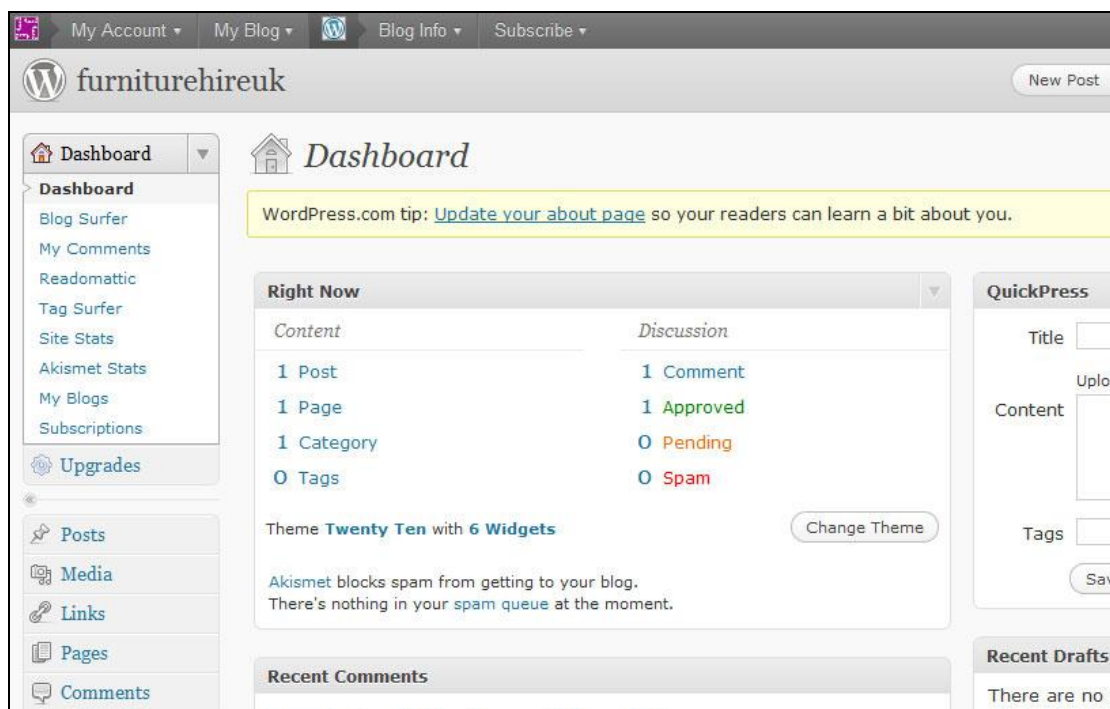 My Account ▾ My Blog ▾ Blog Info ▾ Subscribe ▾
furniturehireuk
New Post
Dashboard
Dashboard
Blog Surfer
My Comments
Readomattic
Tag Surfer
Site Stats
Akismet Stats
My Blogs
Subscriptions
Upgrades
Posts
Media
Links
Pages
Comments
Dashboard
WordPress.com tip: Update your about page so your readers can learn a bit about you.
Right Now
Content
1 Post
1 Page
1 Category
0 Tags
Discussion
1 Comment
1 Approved
0 Pending
0 Spam
Theme Twenty Ten with 6 Widgets
Change Theme
Akismet blocks spam from getting to your blog.
There's nothing in your spam queue at the moment.
Recent Comments
QuickPress
Title
Uplo
Content
Tags
Sav
Recent Drafts
There are no